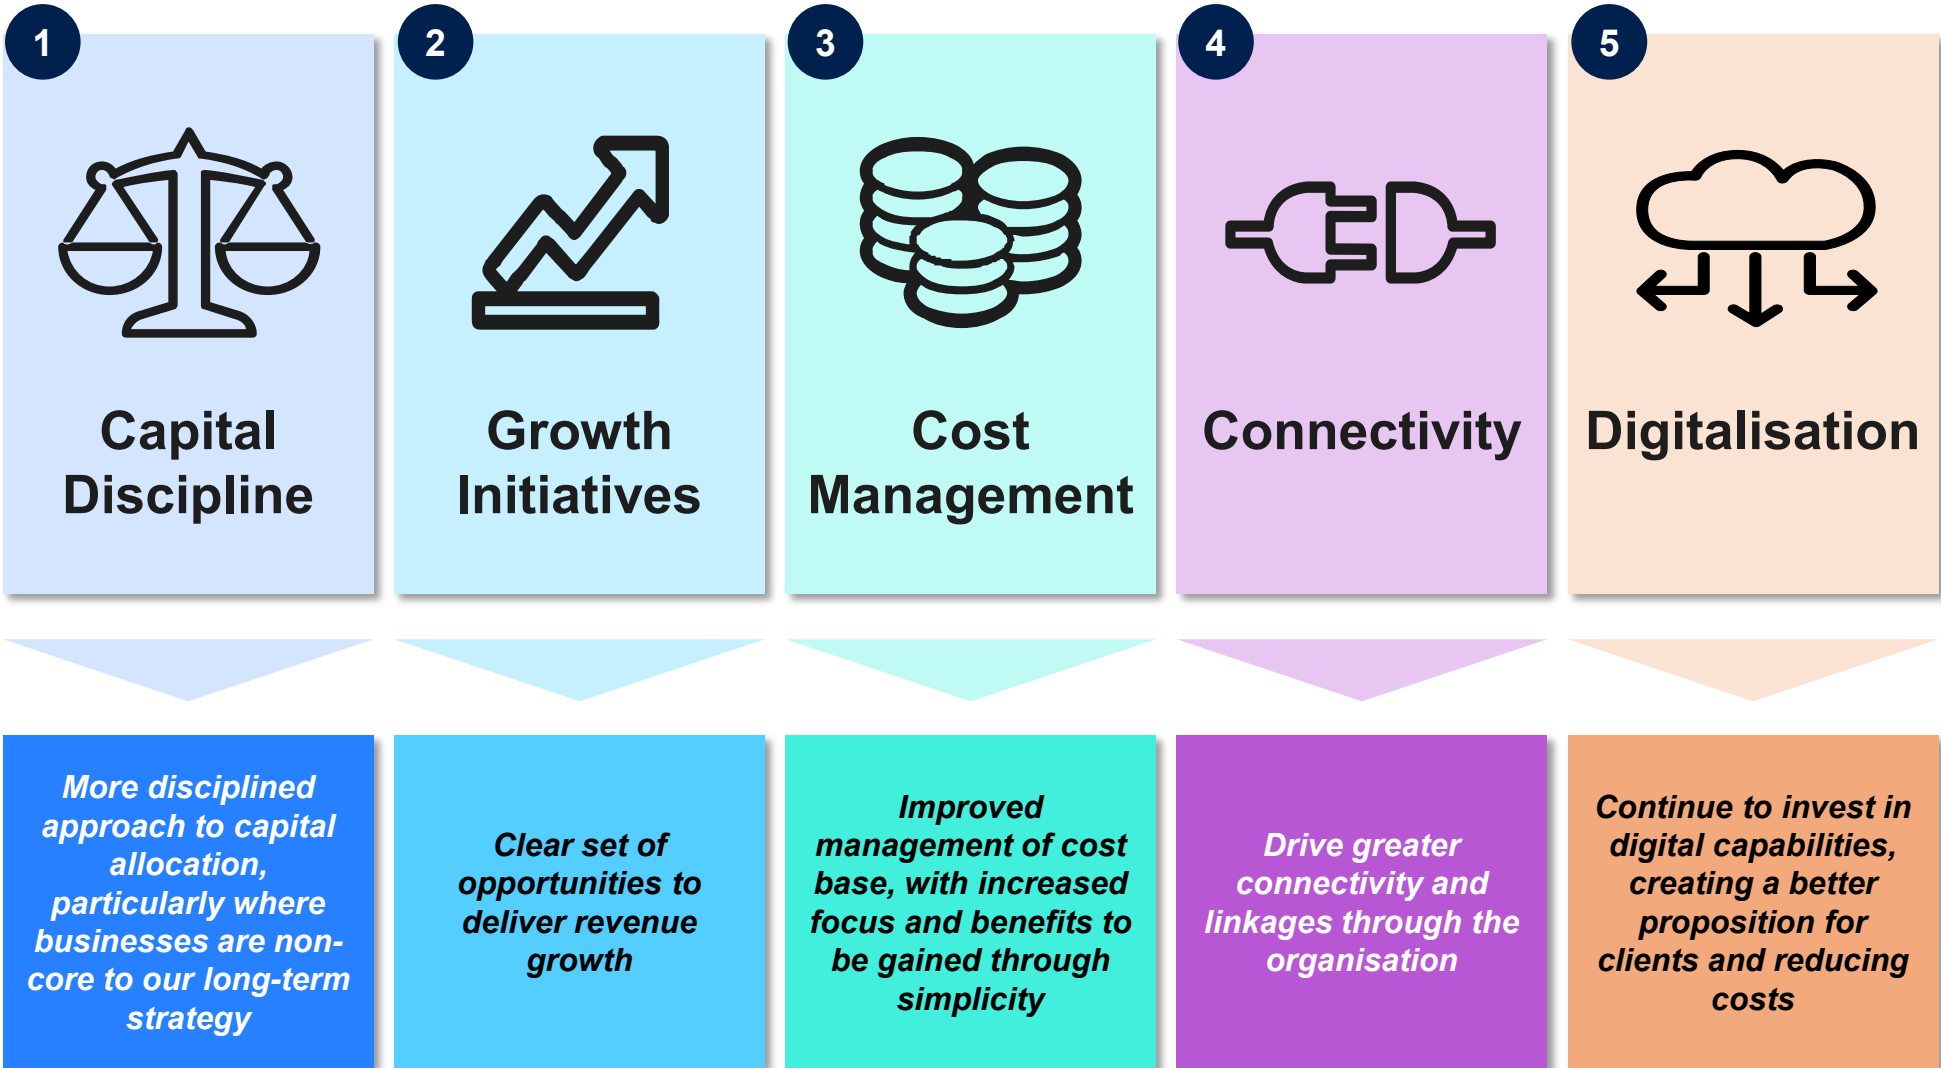 1
Capital
Discipline
More disciplined
approach to capital
allocation,
particularly where
businesses are non-
core to our long-term
strategy
2
Growth
Initiatives
Clear set of
opportunities to
deliver revenue
growth
3
Cost
Management
Improved
management of cost
base, with increased
focus and benefits to
be gained through
simplicity
4
Connectivity
Drive greater
connectivity and
linkages through the
organisation
5
Digitalisation
Continue to invest in
digital capabilities,
creating a better
proposition for
clients and reducing
costs